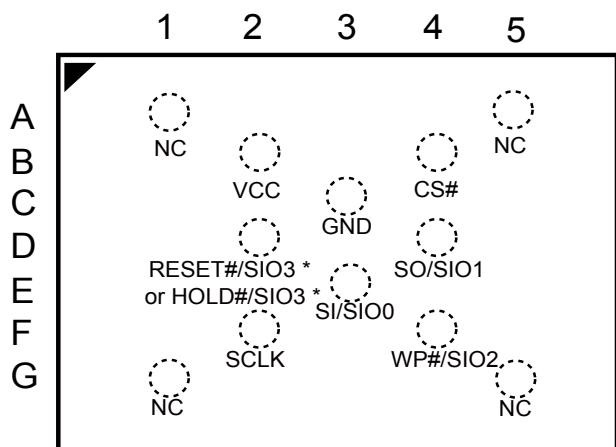 1 2 3 4 5
A
NC NC
B
VCC CS#
C
GND
D
RESET#/SIO3 * SO/SIO1
E
or HOLD#/SIO3 * SI/SIO0
F
SCLK WP#/SIO2
G
NC NC